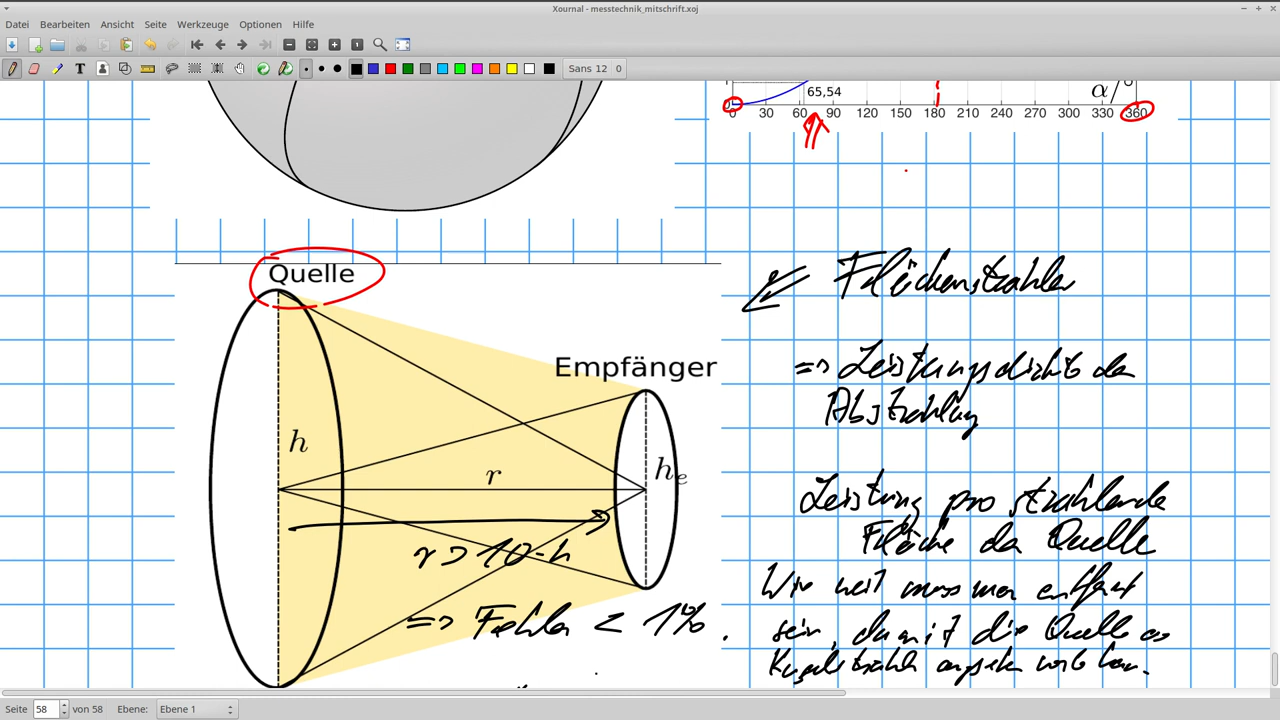 Xournal - messtechnik_mitschrift.xoj
Datei Bearbeiten Ansicht Seite Werkzeuge Optionen Hilfe
Sans 12 0
65,54
α/°
0 30 60 90 120 150 180 210 240 270 300 330 360
Quelle
Flächenstrahler
Empfänger
=> Leistungsdichte der
Abstrahlung
h
r
h_e
Leistung pro strahlende
Fläche der Quelle
r > 10·h
Wie weit muss man entfernt
=> Fehler < 1%.
sein, damit die Quelle als
Kugelstrahler angesehen
Seite 58 von 58 Ebene: Ebene 1